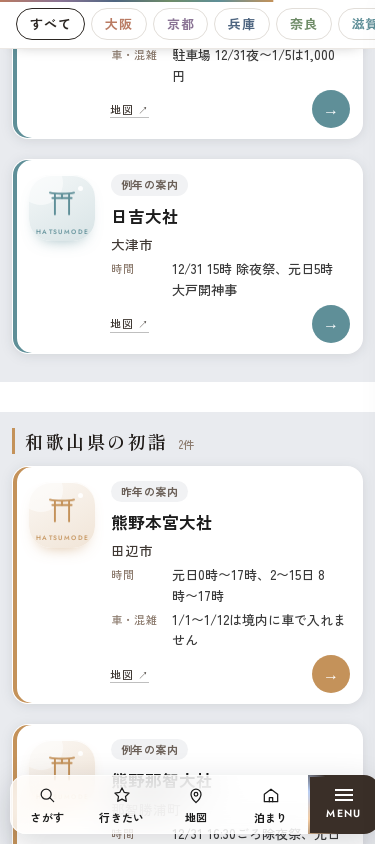 すべて 大阪 京都 兵庫 奈良 滋賀
車・混雑 駐車場 12/31夜〜1/5は1,000
円
地図 ↗ →
例年の案内
日吉大社
HATSUMODE
大津市
時間 12/31 15時 除夜祭、元日5時
大戸開神事
地図 ↗ →
和歌山県の初詣 2件
昨年の案内
熊野本宮大社
HATSUMODE
田辺市
時間 元日0時〜17時、2〜15日 8
時〜17時
車・混雑 1/1〜1/12は境内に車で入れま
せん
地図 ↗ →
例年の案内
熊野那智大社
さがす 行きたい 地図 泊まり MENU
時間 12/31 16:30ごろ除夜祭、元日